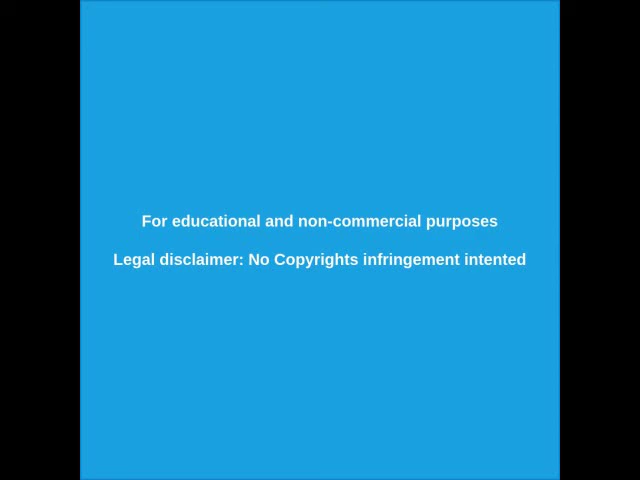 For educational and non-commercial purposes
Legal disclaimer: No Copyrights infringement intented